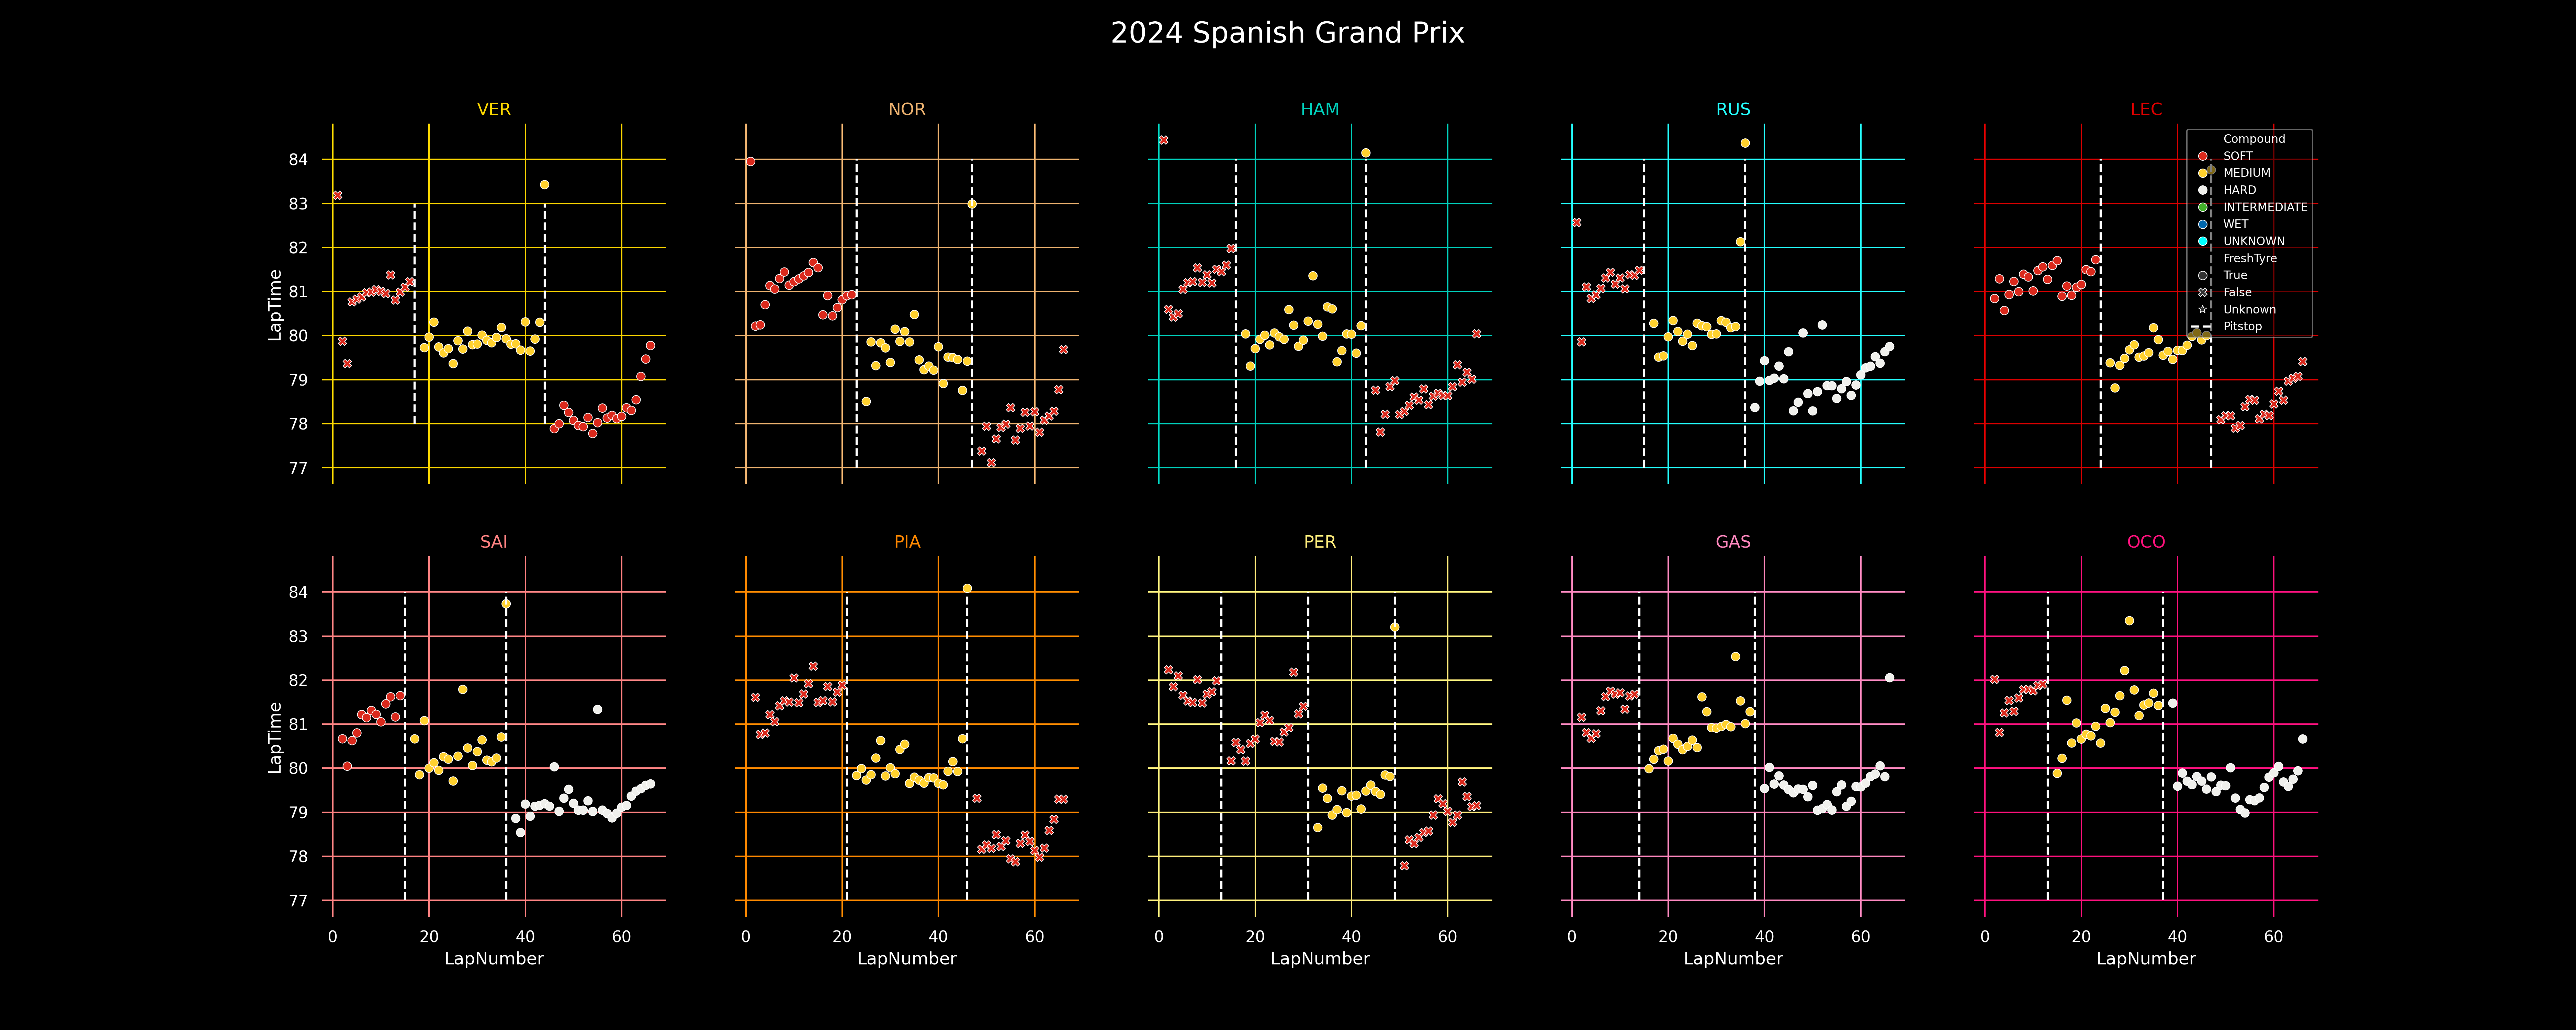 2024 Spanish Grand Prix
VER
NOR
HAM
RUS
LEC
LapTime
84
83
82
81
80
79
78
77
Compound
SOFT
MEDIUM
HARD
INTERMEDIATE
WET
UNKNOWN
FreshTyre
True
False
Unknown
Pitstop
SAI
PIA
PER
GAS
OCO
LapTime
84
83
82
81
80
79
78
77
0 20 40 60
0 20 40 60
0 20 40 60
0 20 40 60
0 20 40 60
LapNumber
LapNumber
LapNumber
LapNumber
LapNumber